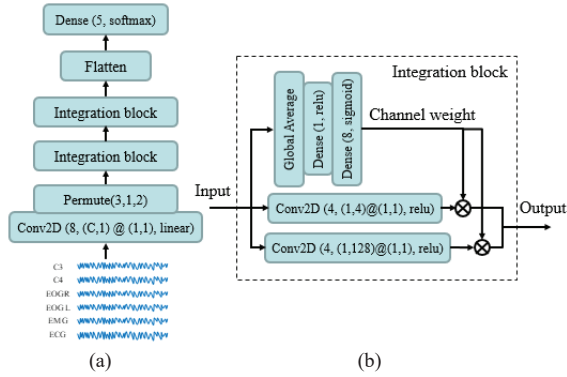 Dense (5, softmax)
Flatten
Integration block
Integration block
Permute(3,1,2)
Conv2D (8, (C,1) @ (1,1), linear)
C3
C4
EOGR
EOGL
EMG
ECG
(a)
Integration block
Global Average
Dense (1, relu)
Dense (8, sigmoid)
Channel weight
Input
Conv2D (4, (1,4)@(1,1), relu)
Output
Conv2D (4, (1,128)@(1,1), relu)
(b)